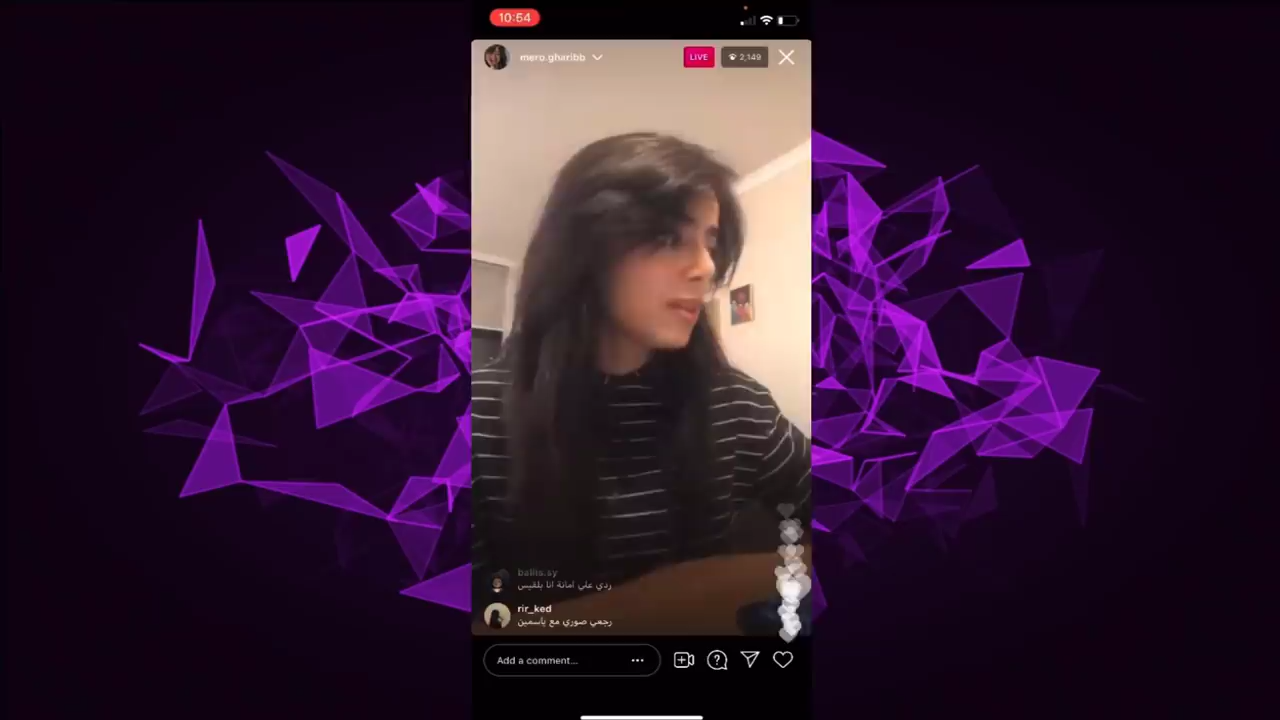 10:54
mero.gharibb
LIVE
2,149
ballis.sy
ردي علي امانة انا بلقيس
rir_ked
رجعي صوري مع ياسمين
Add a comment...